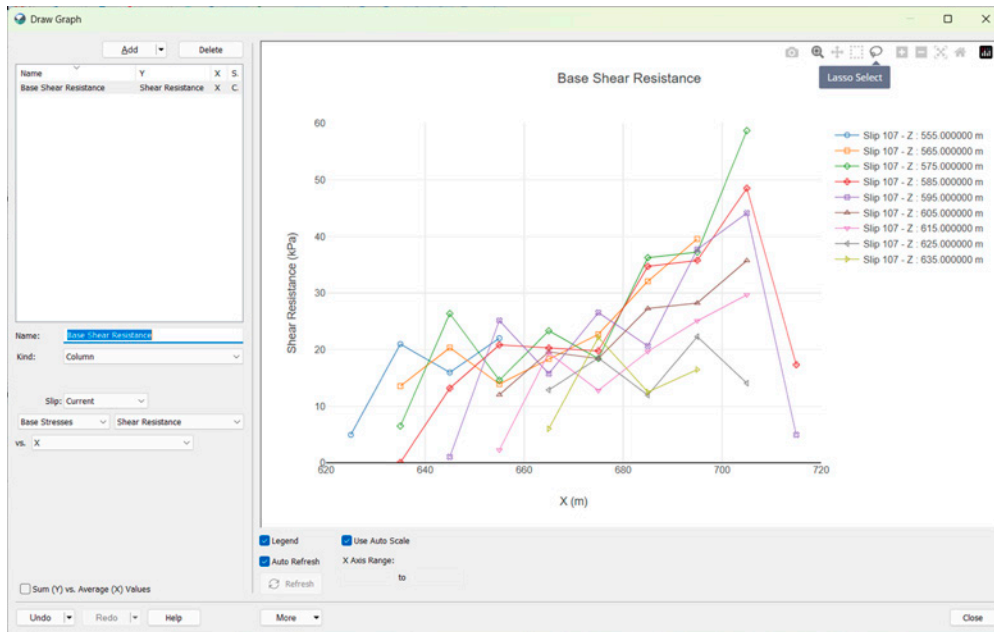 Draw Graph
Add
Delete
Name Y X S.
Base Shear Resistance Shear Resistance X C.
Name: Base Shear Resistance
Kind: Column
Slip: Current
Base Stresses Shear Resistance
vs. X
Sum (Y) vs. Average (X) Values
Undo Redo Help
Lasso Select
Base Shear Resistance
60
50
40
30
20
10
0
Shear Resistance (kPa)
620 640 660 680 700 720
X (m)
Slip 107 - Z : 555.000000 m
Slip 107 - Z : 565.000000 m
Slip 107 - Z : 575.000000 m
Slip 107 - Z : 585.000000 m
Slip 107 - Z : 595.000000 m
Slip 107 - Z : 605.000000 m
Slip 107 - Z : 615.000000 m
Slip 107 - Z : 625.000000 m
Slip 107 - Z : 635.000000 m
Legend Use Auto Scale
Auto Refresh X Axis Range:
Refresh to
More
Close